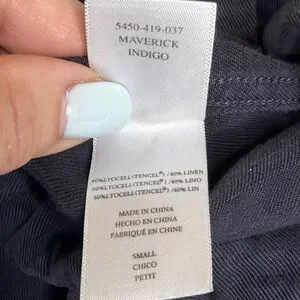 5450-419-037
MAVERICK
INDIGO
60%LYOCELL(TENCEL®)/40% LINEN
60%LYOCELL(TENCEL®)/40% LINO
60%LYOCELL(TENCEL®)/40% LIN
MADE IN CHINA
HECHO EN CHINA
FABRIQUÉ EN CHINE
SMALL
CHICO
PETIT